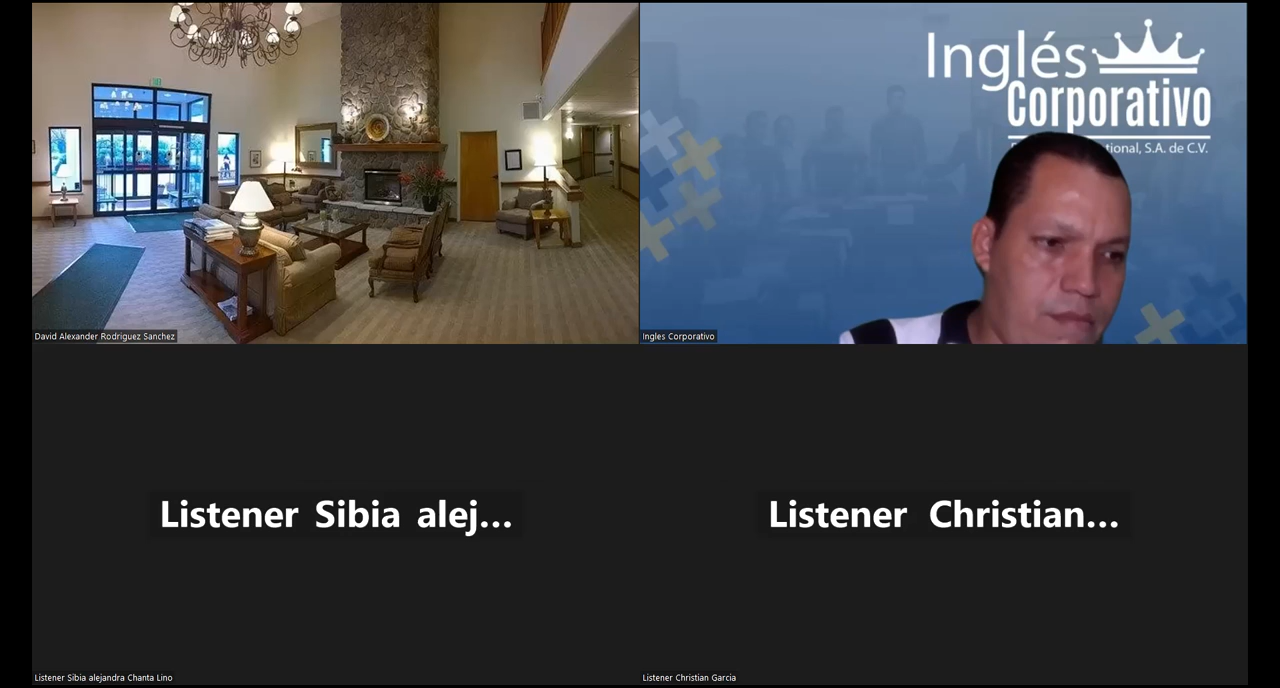 Inglés
Corporativo
tional, S.A. de C.V.
David Alexander Rodriguez Sanchez
Ingles Corporativo
Listener Sibia alej...
Listener Christian...
Listener Sibia alejandra Chanta Lino
Listener Christian Garcia